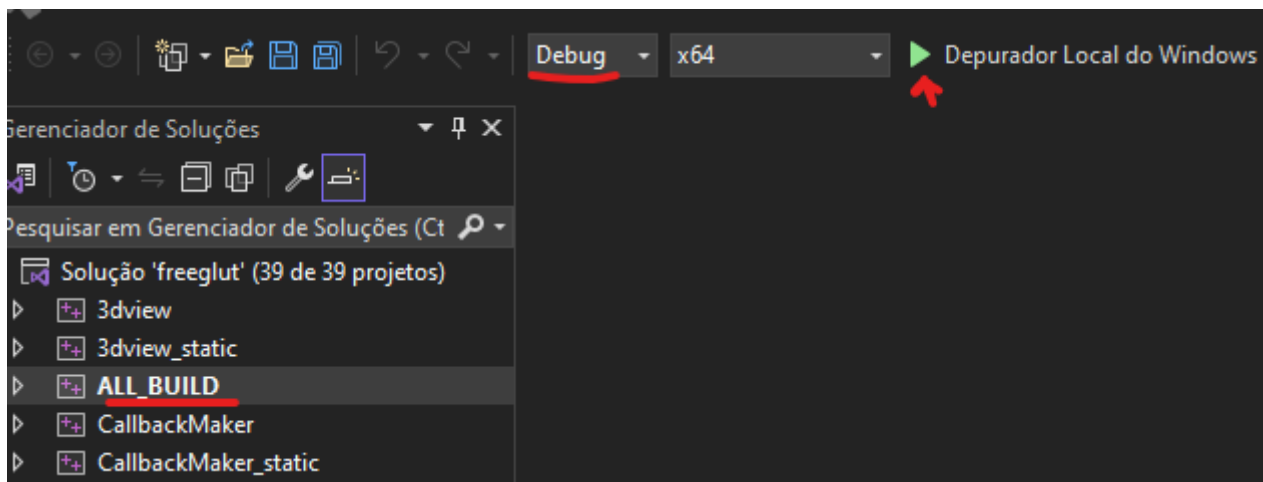 Debug x64 Depurador Local do Windows
Gerenciador de Soluções
Pesquisar em Gerenciador de Soluções (Ct
Solução 'freeglut' (39 de 39 projetos)
3dview
3dview_static
ALL_BUILD
CallbackMaker
CallbackMaker_static